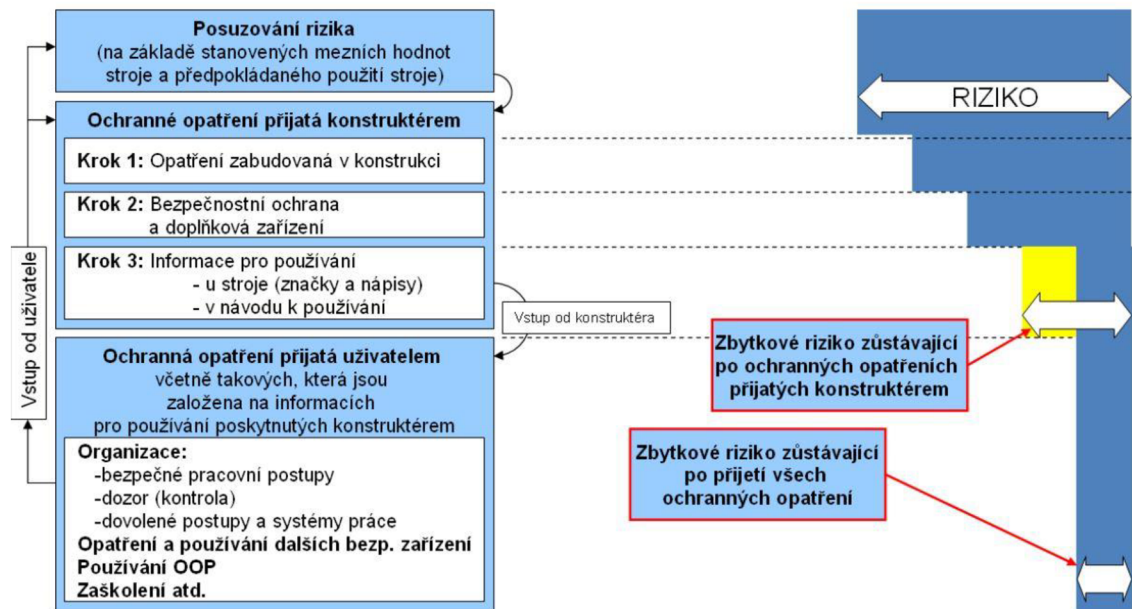 Posuzování rizika
(na základě stanovených mezních hodnot
stroje a předpokládaného použití stroje)
RIZIKO
Ochranné opatření přijatá konstruktérem
Krok 1: Opatření zabudovaná v konstrukci
Krok 2: Bezpečnostní ochrana
a doplňková zařízení
Krok 3: Informace pro používání
- u stroje (značky a nápisy)
- v návodu k používání
Vstup od uživatele
Vstup od konstruktéra
Ochranná opatření přijatá uživatelem
včetně takových, která jsou
založena na informacích
pro používání poskytnutých konstruktérem
Organizace:
-bezpečné pracovní postupy
-dozor (kontrola)
-dovolené postupy a systémy práce
Opatření a používání dalších bezp. zařízení
Používání OOP
Zaškolení atd.
Zbytkové riziko zůstávající
po ochranných opatřeních
přijatých konstruktérem
Zbytkové riziko zůstávající
po přijetí všech
ochranných opatření